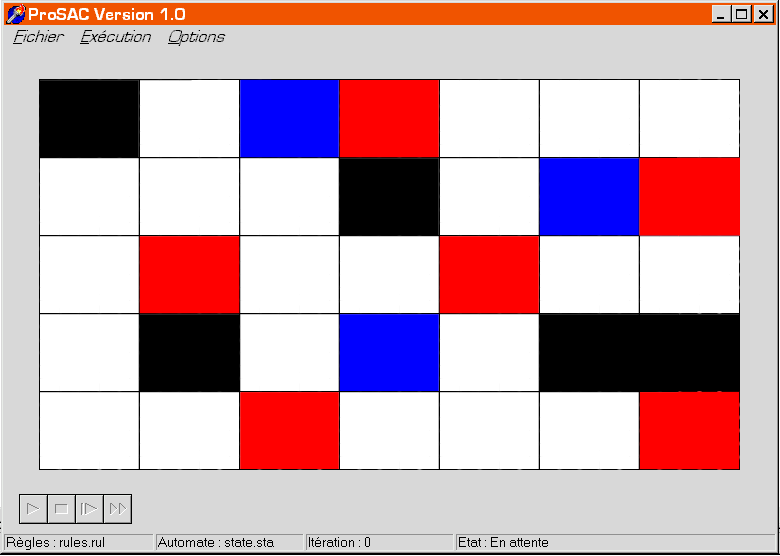 ProSAC Version 1.0
Fichier Exécution Options
Règles : rules.rul Automate : state.sta Itération : 0 Etat : En attente